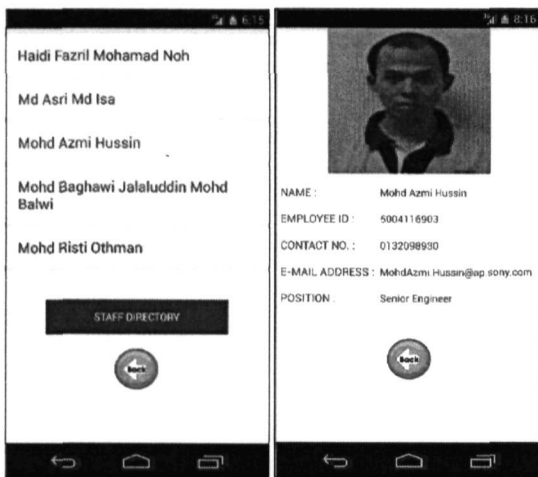 6:15
Haidi Fazril Mohamad Noh
Md Asri Md Isa
Mohd Azmi Hussin
Mohd Baghawi Jalaluddin Mohd
Balwi
Mohd Risti Othman
STAFF DIRECTORY
Back
8:16
NAME : Mohd Azmi Hussin
EMPLOYEE ID : 5004116903
CONTACT NO. : 0132098930
E-MAIL ADDRESS : MohdAzmi.Hussin@ap.sony.com
POSITION : Senior Engineer
Back